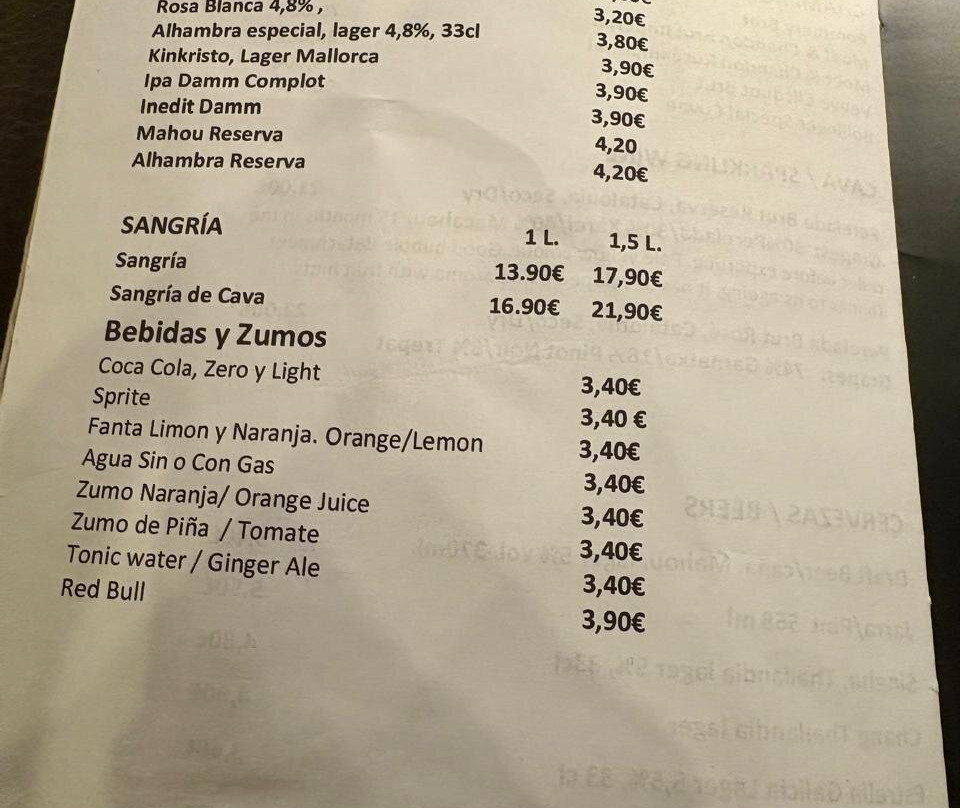 Rosa Blanca 4,8%, 3,20€
Alhambra especial, lager 4,8%, 33cl 3,80€
Kinkristo, Lager Mallorca 3,90€
Ipa Damm Complot 3,90€
Inedit Damm 3,90€
Mahou Reserva 4,20
Alhambra Reserva 4,20€
SANGRÍA 1 L. 1,5 L.
Sangría 13.90€ 17,90€
Sangría de Cava 16.90€ 21,90€
Bebidas y Zumos
Coca Cola, Zero y Light 3,40€
Sprite 3,40 €
Fanta Limon y Naranja. Orange/Lemon 3,40€
Agua Sin o Con Gas 3,40€
Zumo Naranja/ Orange Juice 3,40€
Zumo de Piña / Tomate 3,40€
Tonic water / Ginger Ale 3,40€
Red Bull 3,90€